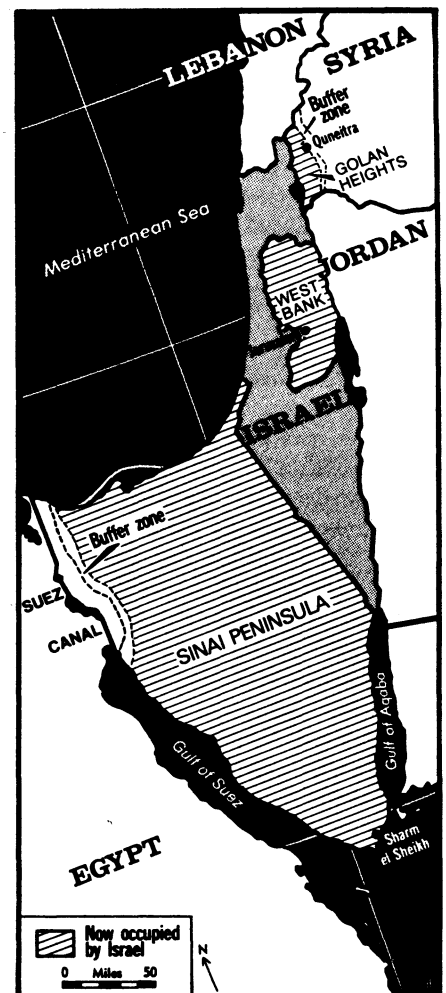 LEBANON
SYRIA
Buffer
zone
Quneitra
GOLAN
HEIGHTS
Mediterranean Sea
JORDAN
WEST
BANK
ISRAEL
Buffer zone
SUEZ
CANAL
SINAI PENINSULA
Gulf of Suez
Gulf of Aqaba
Sharm
el Sheikh
EGYPT
Now occupied
by Israel
0 Miles 50
N